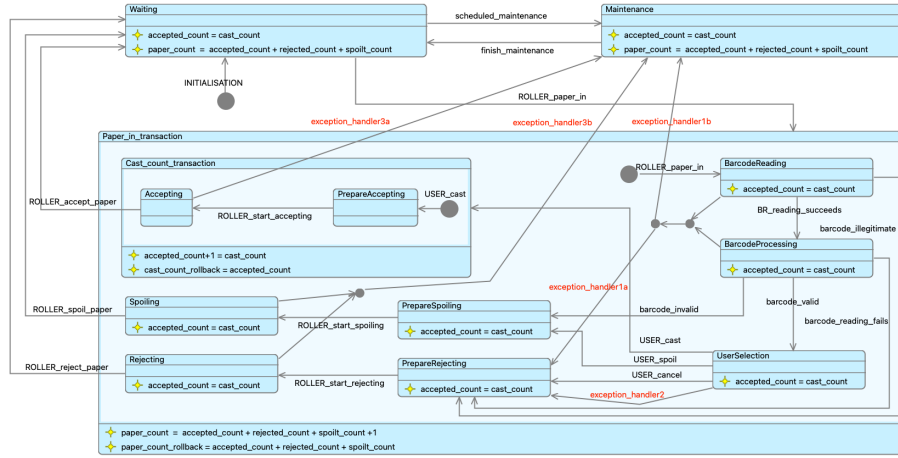 Waiting
accepted_count = cast_count
paper_count = accepted_count + rejected_count + spoilt_count
scheduled_maintenance
finish_maintenance
Maintenance
accepted_count = cast_count
paper_count = accepted_count + rejected_count + spoilt_count
INITIALISATION
ROLLER_paper_in
exception_handler3a
exception_handler3b
exception_handler1b
Paper_in_transaction
Cast_count_transaction
Accepting
PrepareAccepting
USER_cast
ROLLER_start_accepting
ROLLER_accept_paper
accepted_count+1 = cast_count
cast_count_rollback = accepted_count
ROLLER_paper_in
BarcodeReading
accepted_count = cast_count
BR_reading_succeeds
barcode_illegitimate
BarcodeProcessing
accepted_count = cast_count
exception_handler1a
barcode_valid
Spoiling
accepted_count = cast_count
ROLLER_spoil_paper
ROLLER_start_spoiling
PrepareSpoiling
accepted_count = cast_count
barcode_invalid
barcode_reading_fails
USER_cast
USER_spoil
USER_cancel
UserSelection
accepted_count = cast_count
Rejecting
accepted_count = cast_count
ROLLER_reject_paper
ROLLER_start_rejecting
PrepareRejecting
accepted_count = cast_count
exception_handler2
paper_count = accepted_count + rejected_count + spoilt_count +1
paper_count_rollback = accepted_count + rejected_count + spoilt_count